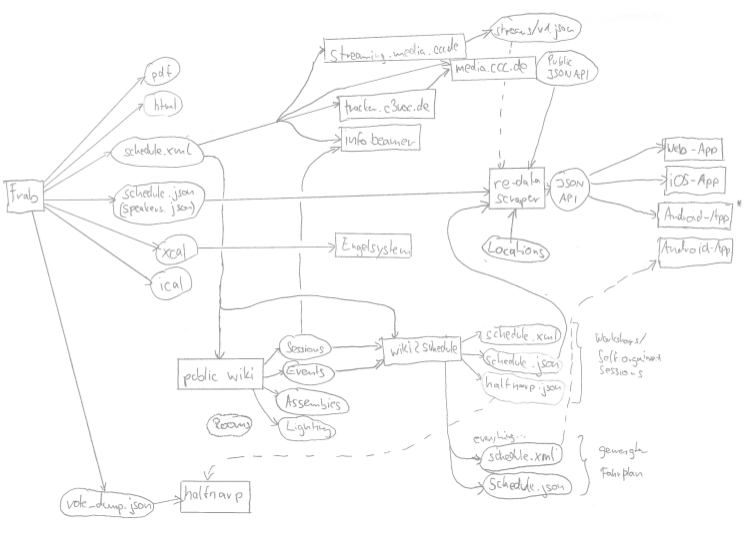 streams/v1.json
streaming.media.ccc.de
pdf
media.ccc.de
Public
JSON API
html
tracker.c3voc.de
schedule.xml
infobeamer
Web-App
re-data
scraper
JSON
API
iOS-App
Frab
schedule.json
(speakers.json)
Android-App *
xcal
Engelsystem
Locations
Android-App
ical
schedule.xml
Workshops/
Self organized
Sessions
Sessions
wiki2schedule
schedule.json
public wiki
Events
halfnarp.json
Assemblies
Rooms
Lighting
everything...
schedule.xml
gesamter
Fahrplan
schedule.json
vote_dump.json
halfnarp